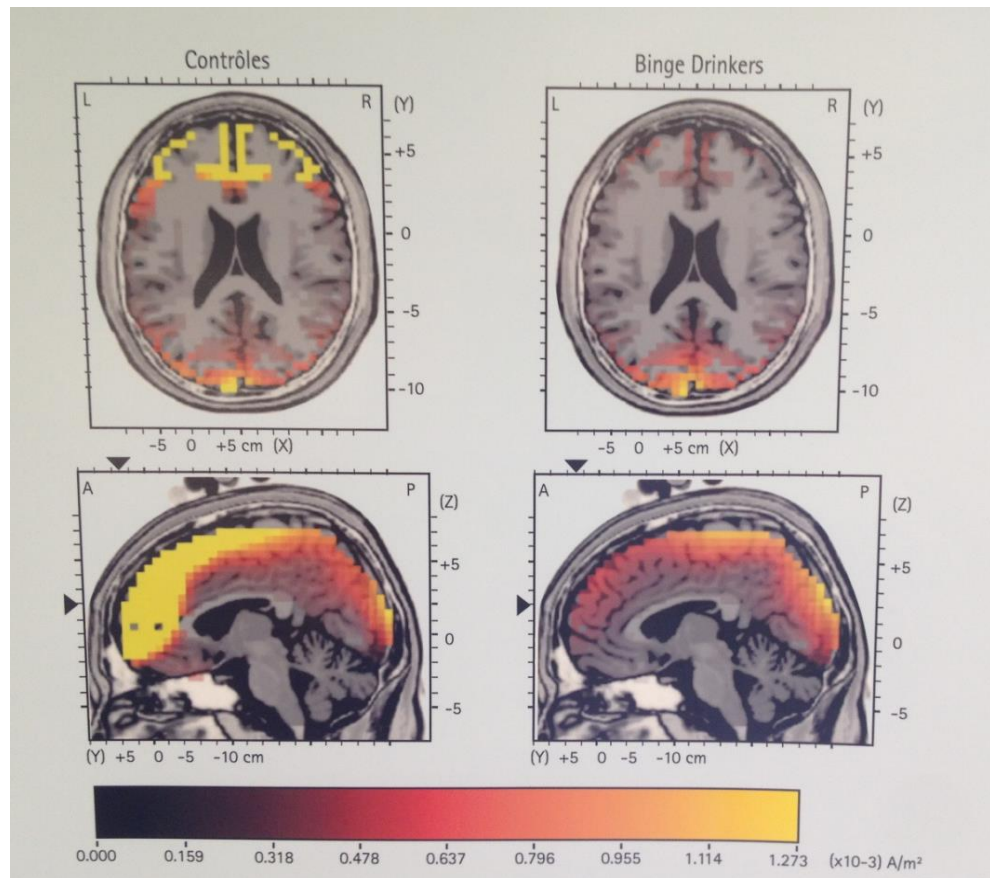 Contrôles
Binge Drinkers
L R (Y)
+5
0
-5
-10
-5 0 +5 cm (X)
L R (Y)
+5
0
-5
-10
-5 0 +5 cm (X)
A P (Z)
+5
0
-5
(Y) +5 0 -5 -10 cm
A P (Z)
+5
0
-5
(Y) +5 0 -5 -10 cm
0.000 0.159 0.318 0.478 0.637 0.796 0.955 1.114 1.273 (x10-3) A/m²